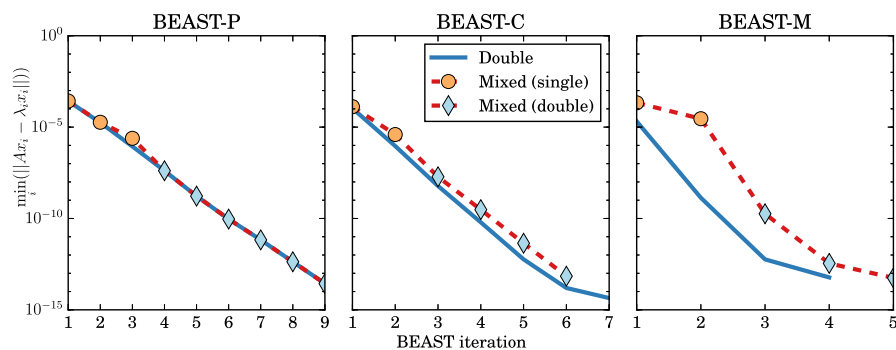 BEAST-P
BEAST-C
BEAST-M
min_i(||Ax_i − λ_ix_i||))
10^0
10^−5
10^−10
10^−15
Double
Mixed (single)
Mixed (double)
1 2 3 4 5 6 7 8 9
1 2 3 4 5 6 7
1 2 3 4 5
BEAST iteration